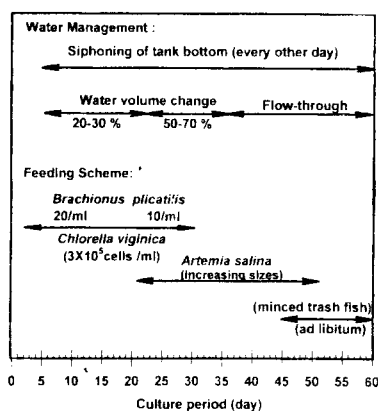 Water Management :
Siphoning of tank bottom (every other day)
Water volume change Flow-through
20-30 % 50-70 %
Feeding Scheme:
Brachionus plicatilis
20/ml 10/ml
Chlorella viginica
(3X10⁵cells /ml)
Artemia salina
(increasing sizes)
(minced trash fish)
(ad libitum)
0 5 10 15 20 25 30 35 40 45 50 55 60
Culture period (day)